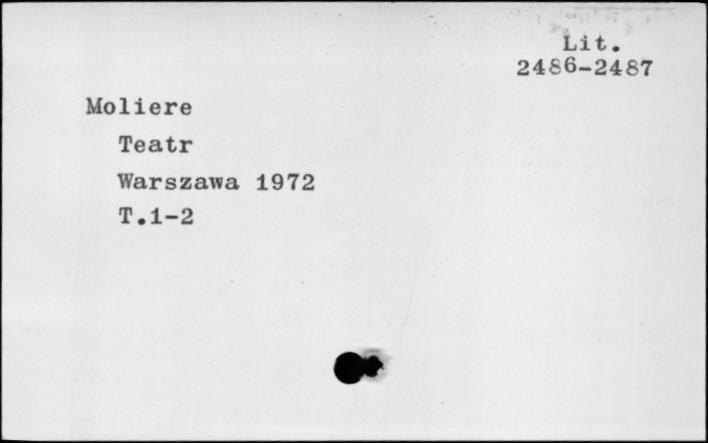 Lit.
2486-2487
Moliere
Teatr
Warszawa 1972
T.1-2